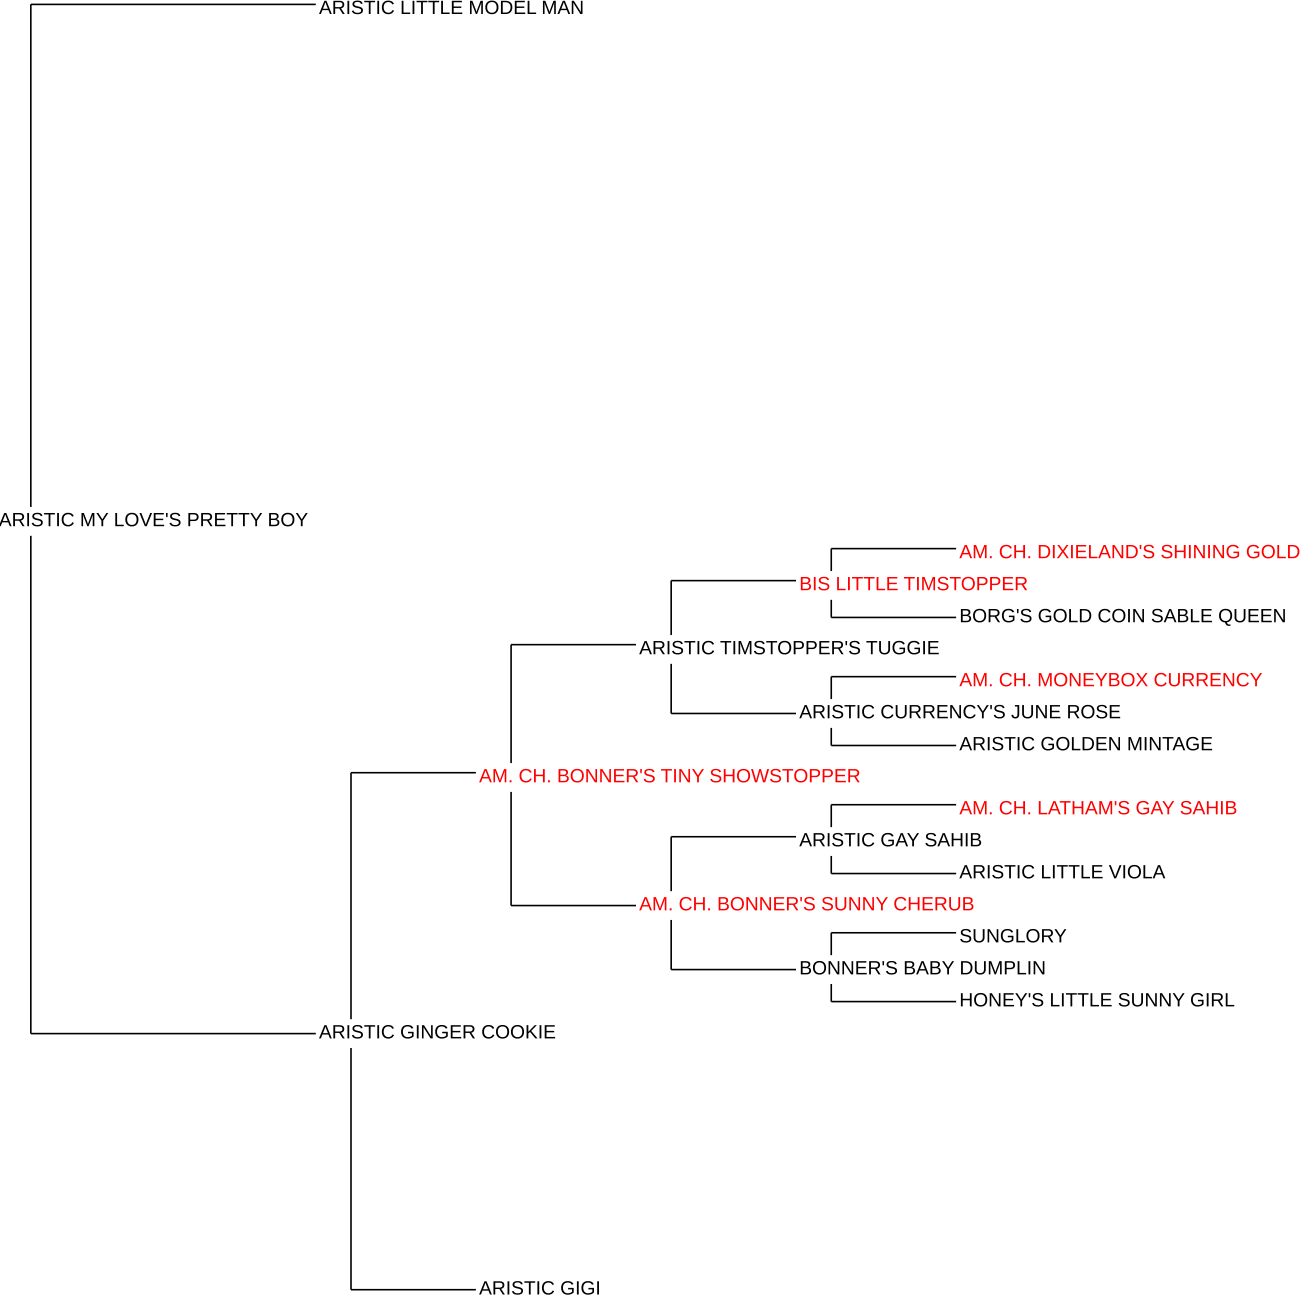 ARISTIC LITTLE MODEL MAN
ARISTIC MY LOVE'S PRETTY BOY
AM. CH. DIXIELAND'S SHINING GOLD
BIS LITTLE TIMSTOPPER
BORG'S GOLD COIN SABLE QUEEN
ARISTIC TIMSTOPPER'S TUGGIE
AM. CH. MONEYBOX CURRENCY
ARISTIC CURRENCY'S JUNE ROSE
ARISTIC GOLDEN MINTAGE
AM. CH. BONNER'S TINY SHOWSTOPPER
AM. CH. LATHAM'S GAY SAHIB
ARISTIC GAY SAHIB
ARISTIC LITTLE VIOLA
AM. CH. BONNER'S SUNNY CHERUB
SUNGLORY
BONNER'S BABY DUMPLIN
HONEY'S LITTLE SUNNY GIRL
ARISTIC GINGER COOKIE
ARISTIC GIGI